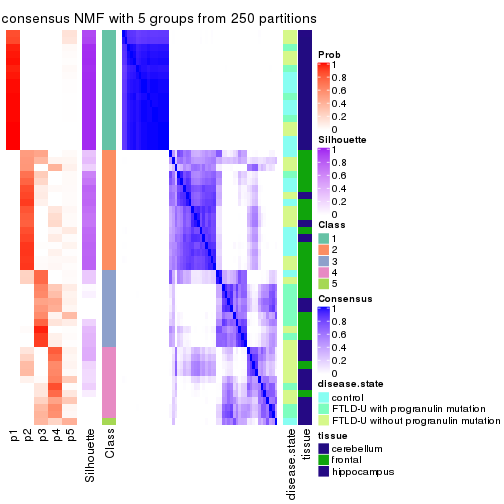 consensus NMF with 5 groups from 250 partitions
Prob
1
0.8
0.6
0.4
0.2
0
Silhouette
1
0.8
0.6
0.4
0.2
0
Class
1
2
3
4
5
Consensus
1
0.8
0.6
0.4
0.2
0
disease.state
control
FTLD-U with progranulin mutation
FTLD-U without progranulin mutation
tissue
cerebellum
frontal
hippocampus
p1
p2
p3
p4
p5
Silhouette
Class
disease.state
tissue